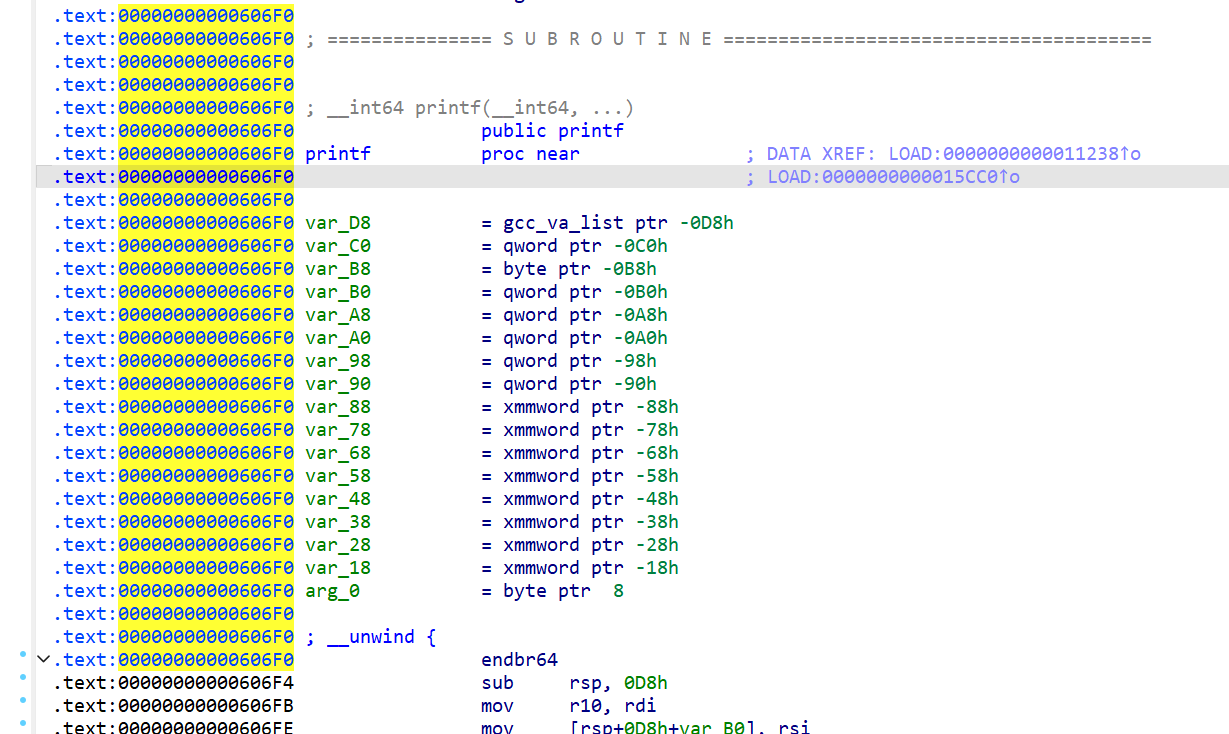 .text:00000000000606F0
.text:00000000000606F0 ; =============== S U B R O U T I N E =======================================
.text:00000000000606F0
.text:00000000000606F0
.text:00000000000606F0 ; __int64 printf(__int64, ...)
.text:00000000000606F0                 public printf
.text:00000000000606F0 printf          proc near               ; DATA XREF: LOAD:0000000000011238↑o
.text:00000000000606F0                                         ; LOAD:0000000000015CC0↑o
.text:00000000000606F0
.text:00000000000606F0 var_D8          = gcc_va_list ptr -0D8h
.text:00000000000606F0 var_C0          = qword ptr -0C0h
.text:00000000000606F0 var_B8          = byte ptr -0B8h
.text:00000000000606F0 var_B0          = qword ptr -0B0h
.text:00000000000606F0 var_A8          = qword ptr -0A8h
.text:00000000000606F0 var_A0          = qword ptr -0A0h
.text:00000000000606F0 var_98          = qword ptr -98h
.text:00000000000606F0 var_90          = qword ptr -90h
.text:00000000000606F0 var_88          = xmmword ptr -88h
.text:00000000000606F0 var_78          = xmmword ptr -78h
.text:00000000000606F0 var_68          = xmmword ptr -68h
.text:00000000000606F0 var_58          = xmmword ptr -58h
.text:00000000000606F0 var_48          = xmmword ptr -48h
.text:00000000000606F0 var_38          = xmmword ptr -38h
.text:00000000000606F0 var_28          = xmmword ptr -28h
.text:00000000000606F0 var_18          = xmmword ptr -18h
.text:00000000000606F0 arg_0           = byte ptr  8
.text:00000000000606F0
.text:00000000000606F0 ; __unwind {
.text:00000000000606F0                 endbr64
.text:00000000000606F4                 sub     rsp, 0D8h
.text:00000000000606FB                 mov     r10, rdi
.text:00000000000606FE                 mov     [rsp+0D8h+var_B0], rsi